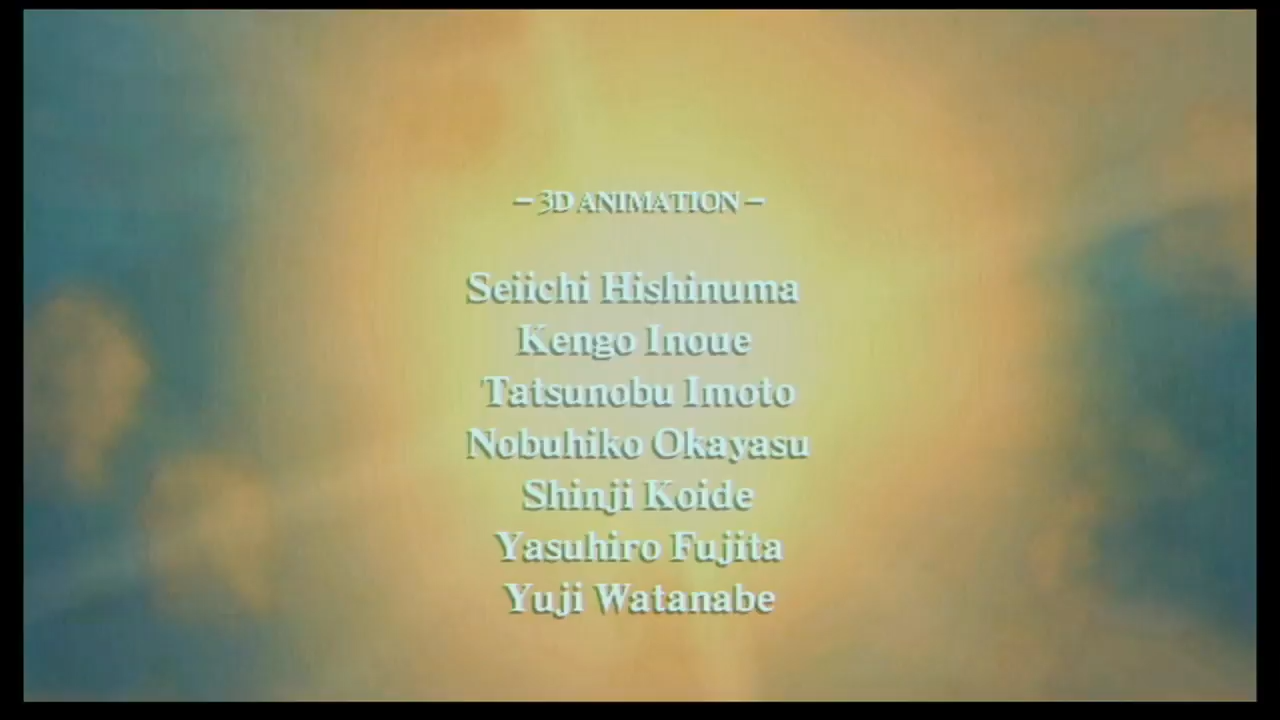 – 3D ANIMATION –
Seiichi Hishinuma
Kengo Inoue
Tatsunobu Imoto
Nobuhiko Okayasu
Shinji Koide
Yasuhiro Fujita
Yuji Watanabe